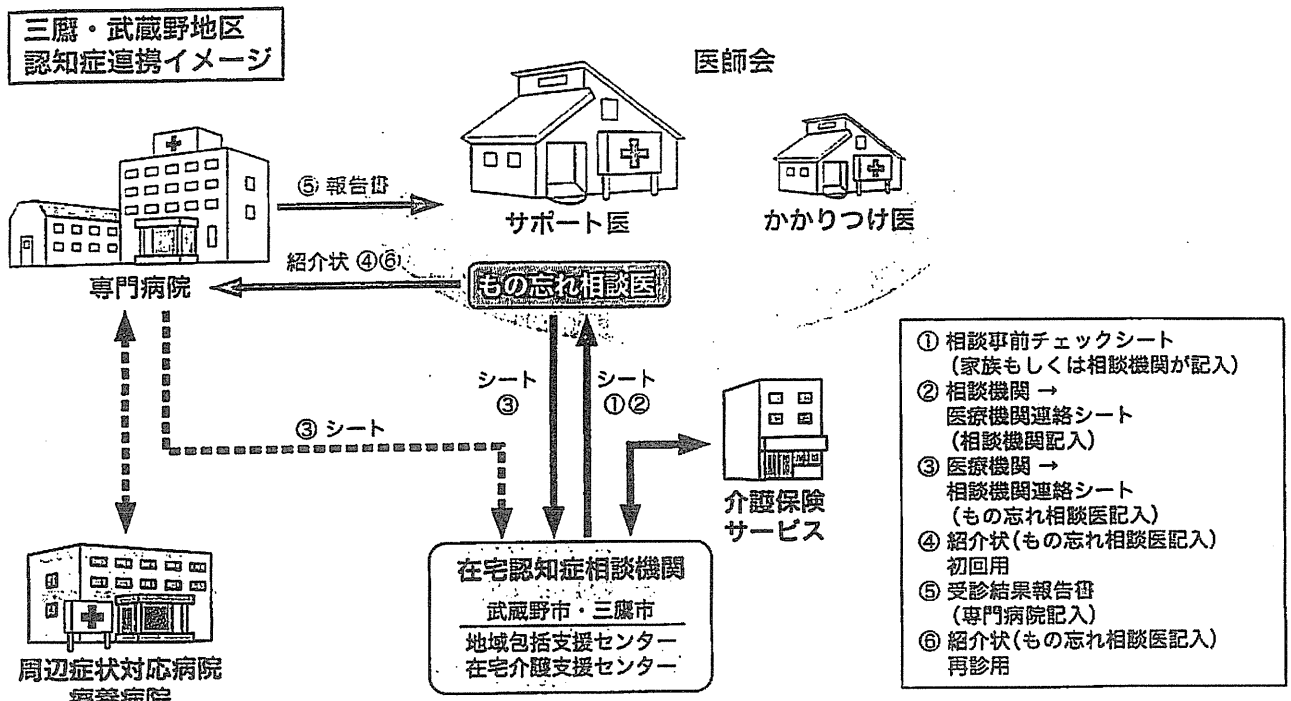 三鷹・武蔵野地区
認知症連携イメージ
医師会
⑤ 報告書
サポート医
かかりつけ医
紹介状 ④⑥
専門病院
もの忘れ相談医
シート
③
シート
①②
③ シート
介護保険
サービス
在宅認知症相談機関
武蔵野市・三鷹市
地域包括支援センター
在宅介護支援センター
周辺症状対応病院
療養病院
① 相談事前チェックシート
(家族もしくは相談機関が記入)
② 相談機関 →
医療機関連絡シート
(相談機関記入)
③ 医療機関 →
相談機関連絡シート
(もの忘れ相談医記入)
④ 紹介状(もの忘れ相談医記入)
初回用
⑤ 受診結果報告書
(専門病院記入)
⑥ 紹介状(もの忘れ相談医記入)
再診用